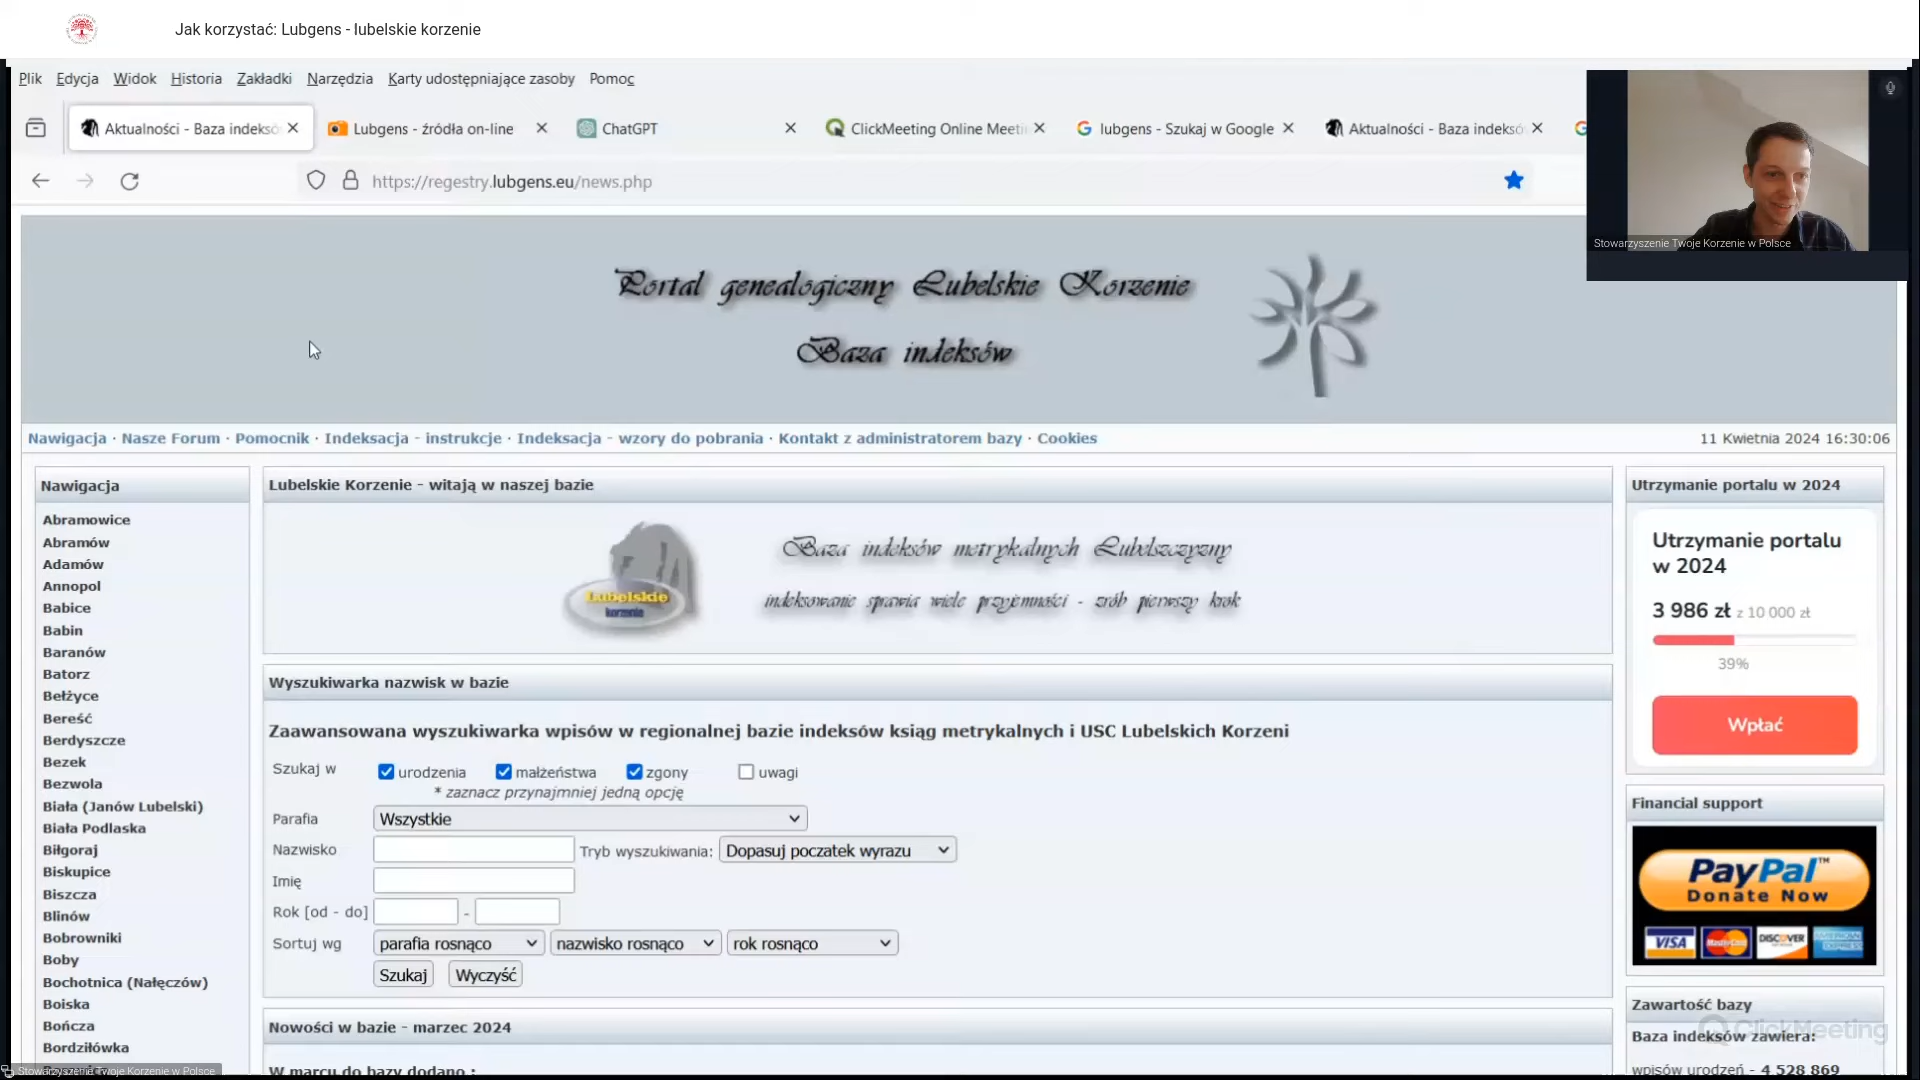 Jak korzystać: Lubgens - lubelskie korzenie
Plik Edycja Widok Historia Zakładki Narzędzia Karty udostępniające zasoby Pomoc
Aktualności - Baza indeksó
Lubgens - źródła on-line
ChatGPT
ClickMeeting Online Meeti
lubgens - Szukaj w Google
Aktualności - Baza indeksó
https://regestry.lubgens.eu/news.php
Stowarzyszenie Twoje Korzenie w Polsce
Portal genealogiczny Lubelskie Korzenie
Baza indeksów
Nawigacja · Nasze Forum · Pomocnik · Indeksacja - instrukcje · Indeksacja - wzory do pobrania · Kontakt z administratorem bazy · Cookies
11 Kwietnia 2024 16:30:06
Nawigacja
Abramowice
Abramów
Adamów
Annopol
Babice
Babin
Baranów
Batorz
Bełżyce
Bereść
Berdyszcze
Bezek
Bezwola
Biała (Janów Lubelski)
Biała Podlaska
Biłgoraj
Biskupice
Biszcza
Blinów
Bobrowniki
Boby
Bochotnica (Nałęczów)
Boiska
Bończa
Bordziłówka
Stowarzyszenie Twoje Korzenie w Polsce
Lubelskie Korzenie - witają w naszej bazie
Lubelskie
korzenie
Baza indeksów metrykalnych Lubelszczyzny
indeksowanie sprawia wiele przyjemności - zrób pierwszy krok
Wyszukiwarka nazwisk w bazie
Zaawansowana wyszukiwarka wpisów w regionalnej bazie indeksów ksiąg metrykalnych i USC Lubelskich Korzeni
Szukaj w urodzenia małżeństwa zgony uwagi
* zaznacz przynajmniej jedną opcję
Parafia Wszystkie
Nazwisko Tryb wyszukiwania: Dopasuj poczatek wyrazu
Imię
Rok [od - do] -
Sortuj wg parafia rosnąco nazwisko rosnąco rok rosnąco
Szukaj Wyczyść
Nowości w bazie - marzec 2024
W marcu do bazy dodano :
Utrzymanie portalu w 2024
Utrzymanie portalu
w 2024
3 986 zł z 10 000 zł
39%
Wpłać
Financial support
PayPal™
Donate Now
VISA MasterCard DISCOVER AMERICAN EXPRESS
Zawartość bazy
ClickMeeting
Baza indeksów zawiera:
wpisów urodzeń - 4 528 869